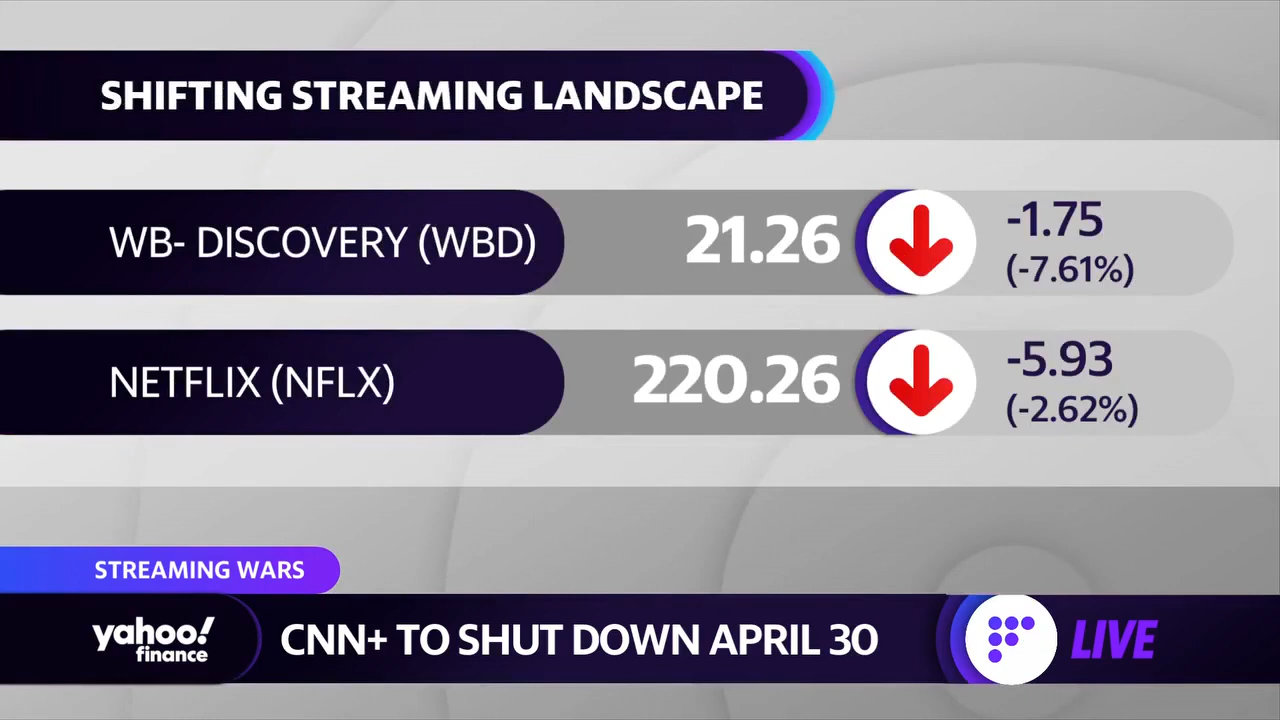 SHIFTING STREAMING LANDSCAPE
WB- DISCOVERY (WBD) 21.26 -1.75
(-7.61%)
NETFLIX (NFLX) 220.26 -5.93
(-2.62%)
STREAMING WARS
yahoo!
finance
CNN+ TO SHUT DOWN APRIL 30
LIVE